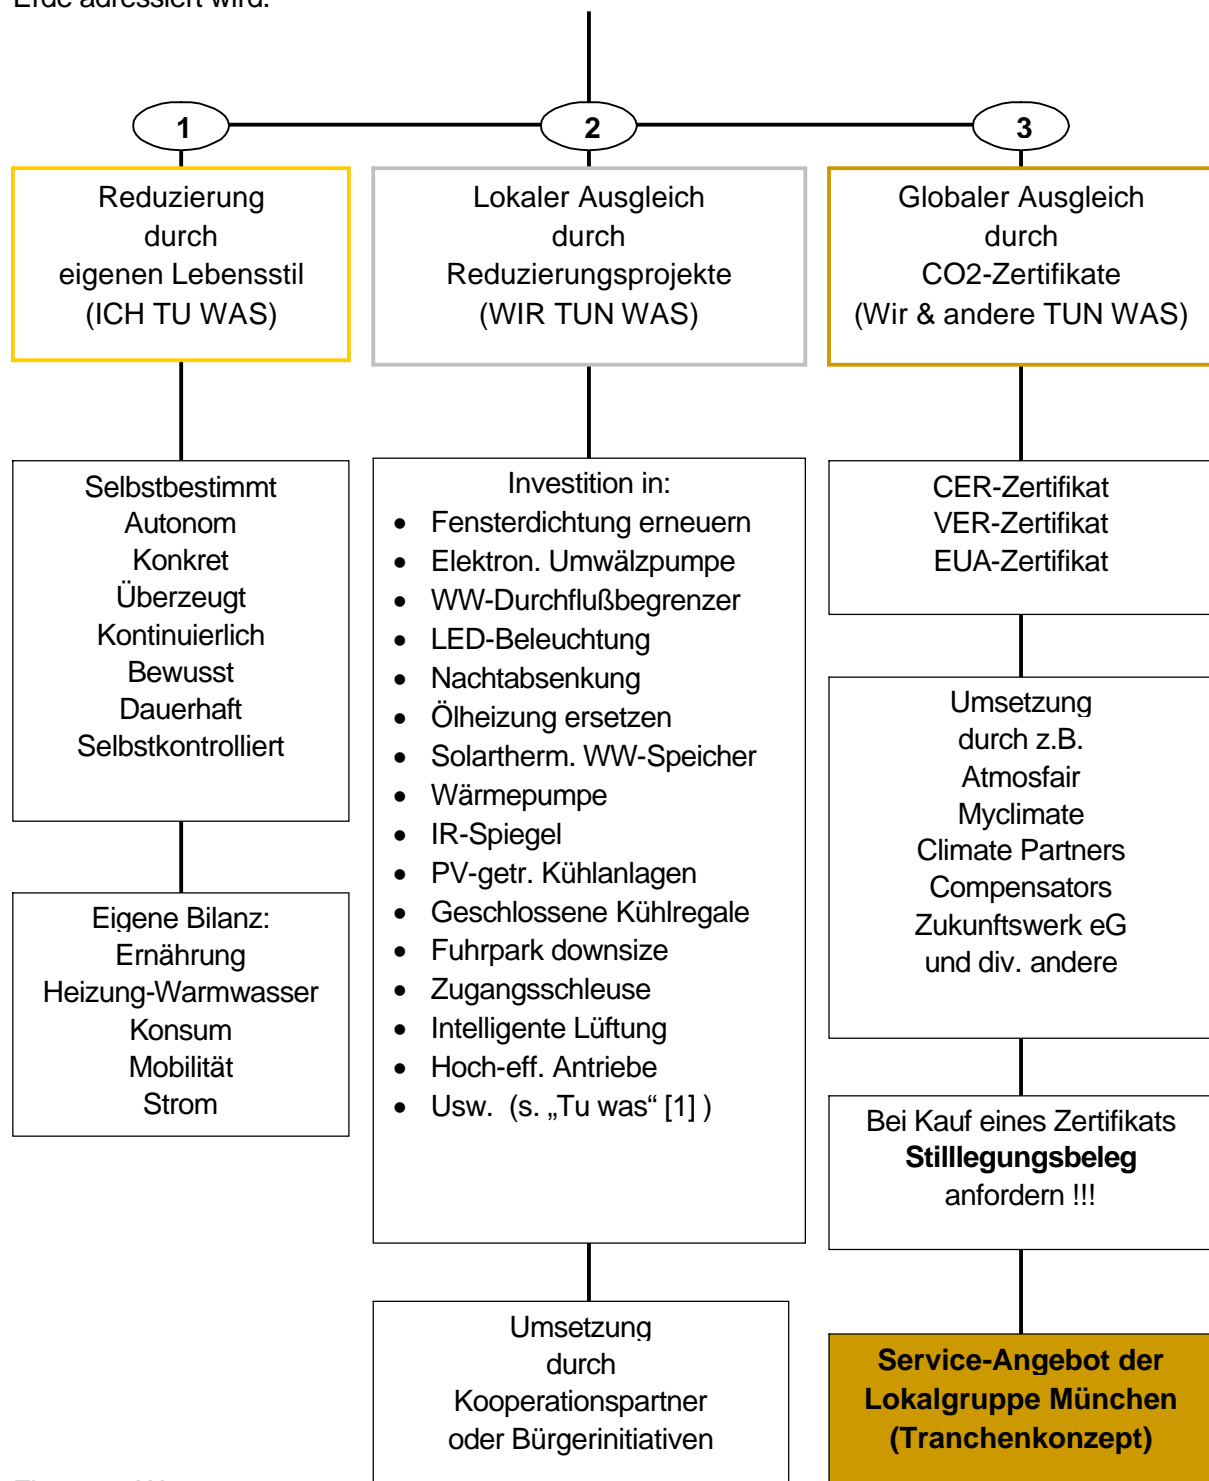 Erde adressiert wird.
1
2
3
Reduzierung
durch
eigenen Lebensstil
(ICH TU WAS)
Lokaler Ausgleich
durch
Reduzierungsprojekte
(WIR TUN WAS)
Globaler Ausgleich
durch
CO2-Zertifikate
(Wir & andere TUN WAS)
Selbstbestimmt
Autonom
Konkret
Überzeugt
Kontinuierlich
Bewusst
Dauerhaft
Selbstkontrolliert
Eigene Bilanz:
Ernährung
Heizung-Warmwasser
Konsum
Mobilität
Strom
Investition in:
• Fensterdichtung erneuern
• Elektron. Umwälzpumpe
• WW-Durchflußbegrenzer
• LED-Beleuchtung
• Nachtabsenkung
• Ölheizung ersetzen
• Solartherm. WW-Speicher
• Wärmepumpe
• IR-Spiegel
• PV-getr. Kühlanlagen
• Geschlossene Kühlregale
• Fuhrpark downsize
• Zugangsschleuse
• Intelligente Lüftung
• Hoch-eff. Antriebe
• Usw. (s. „Tu was“ [1] )
Umsetzung
durch
Kooperationspartner
oder Bürgerinitiativen
CER-Zertifikat
VER-Zertifikat
EUA-Zertifikat
Umsetzung
durch z.B.
Atmosfair
Myclimate
Climate Partners
Compensators
Zukunftswerk eG
und div. andere
Bei Kauf eines Zertifikats
Stilllegungsbeleg
anfordern !!!
Service-Angebot der
Lokalgruppe München
(Tranchenkonzept)